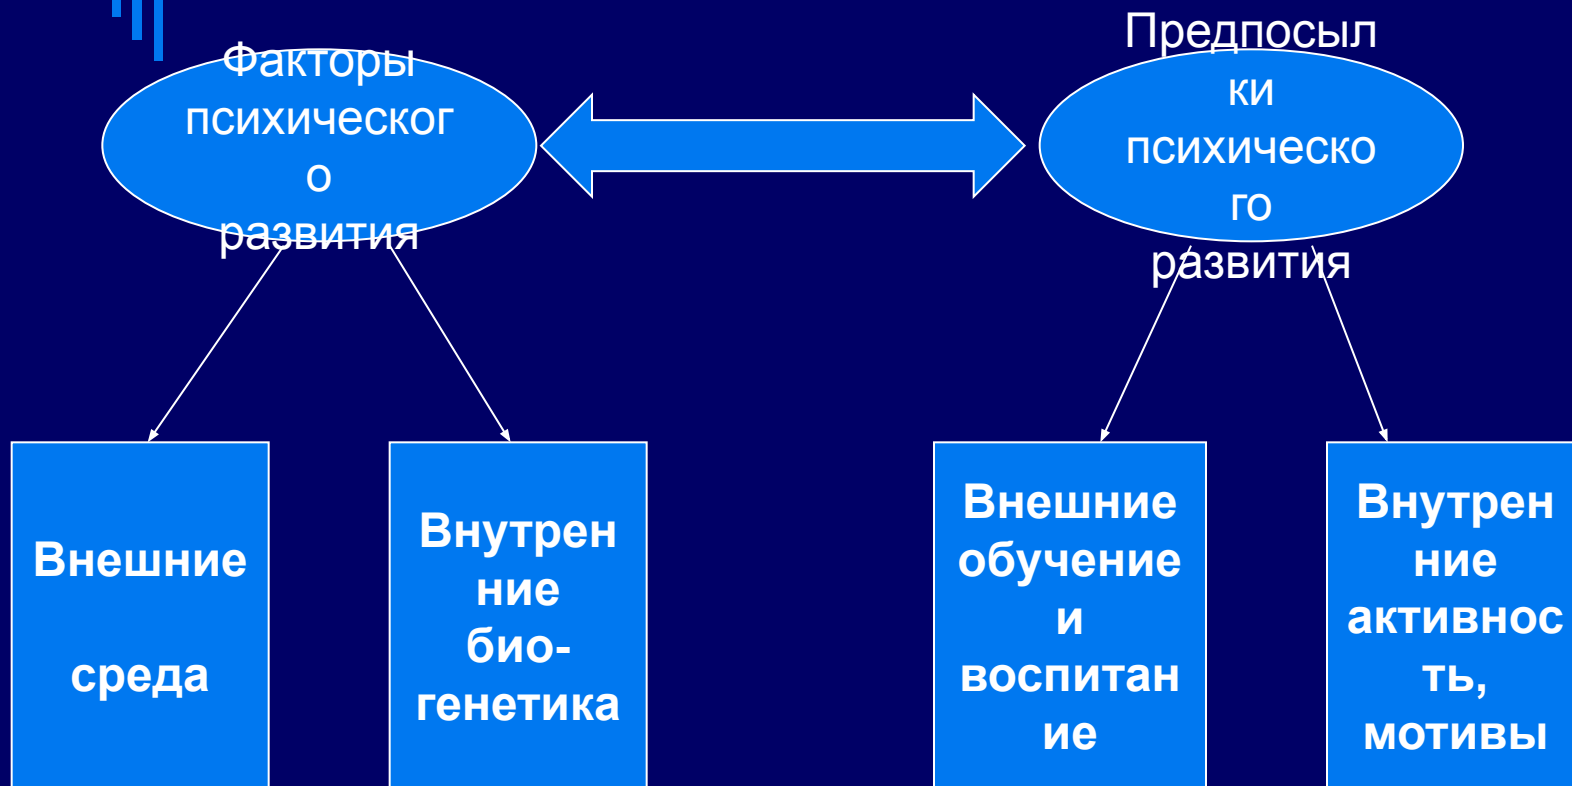 Факторы
психическог
о
развития
Предпосыл
ки
психическо
го
развития
Внешние
среда
Внутрен
ние
био-
генетика
Внешние
обучение
и
воспитан
ие
Внутрен
ние
активнос
ть,
мотивы